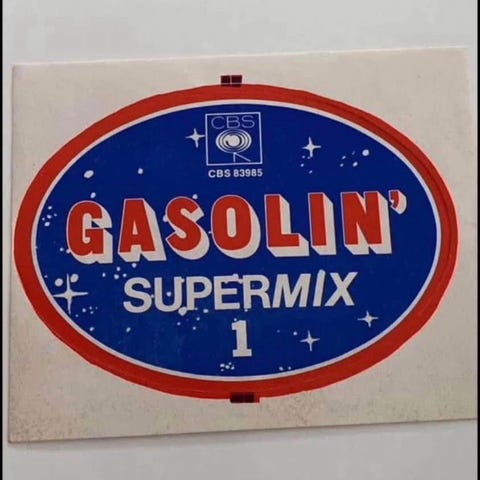 CBS
CBS 83985
GASOLIN'
SUPERMIX
1